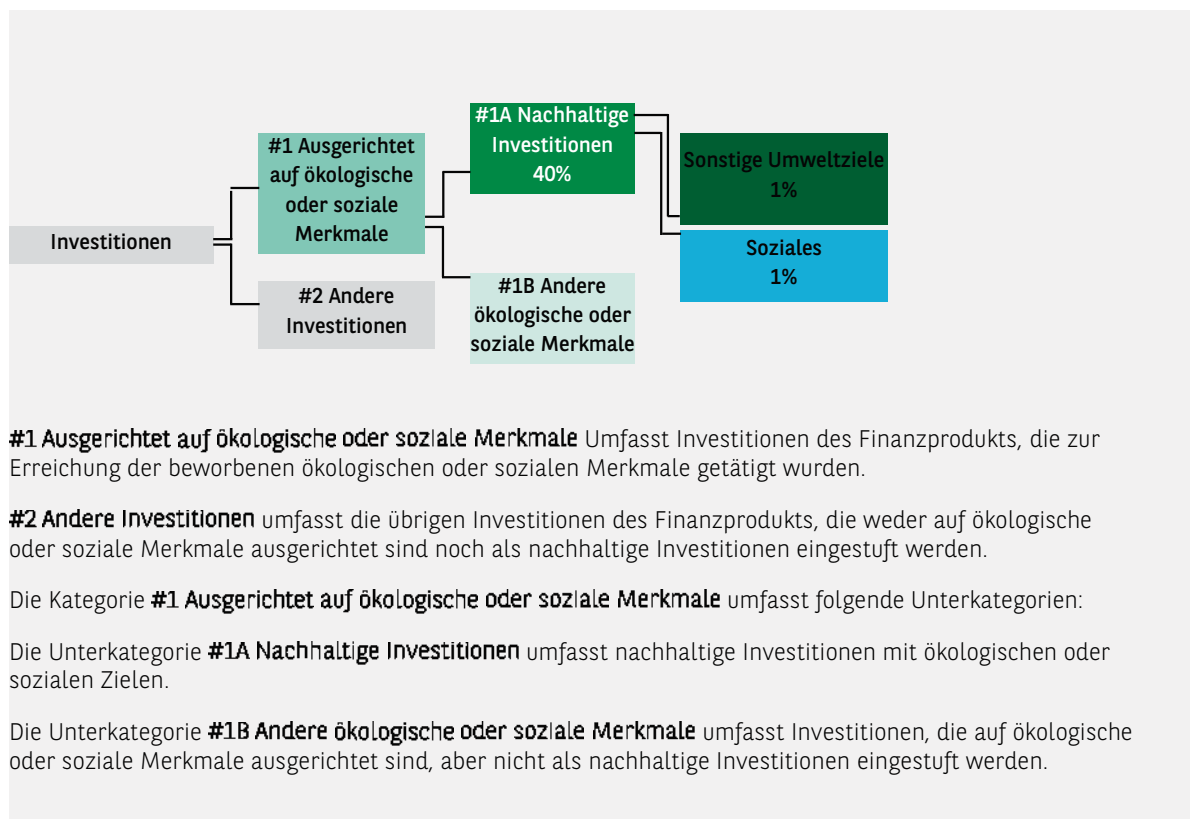 #1A Nachhaltige
Investitionen
40%
#1 Ausgerichtet
auf ökologische
oder soziale
Merkmale
Sonstige Umweltziele
1%
Investitionen
Soziales
1%
#2 Andere
Investitionen
#1B Andere
ökologische oder
soziale Merkmale
#1 Ausgerichtet auf ökologische oder soziale Merkmale Umfasst Investitionen des Finanzprodukts, die zur
Erreichung der beworbenen ökologischen oder sozialen Merkmale getätigt wurden.
#2 Andere Investitionen umfasst die übrigen Investitionen des Finanzprodukts, die weder auf ökologische
oder soziale Merkmale ausgerichtet sind noch als nachhaltige Investitionen eingestuft werden.
Die Kategorie #1 Ausgerichtet auf ökologische oder soziale Merkmale umfasst folgende Unterkategorien:
Die Unterkategorie #1A Nachhaltige Investitionen umfasst nachhaltige Investitionen mit ökologischen oder
sozialen Zielen.
Die Unterkategorie #1B Andere ökologische oder soziale Merkmale umfasst Investitionen, die auf ökologische
oder soziale Merkmale ausgerichtet sind, aber nicht als nachhaltige Investitionen eingestuft werden.